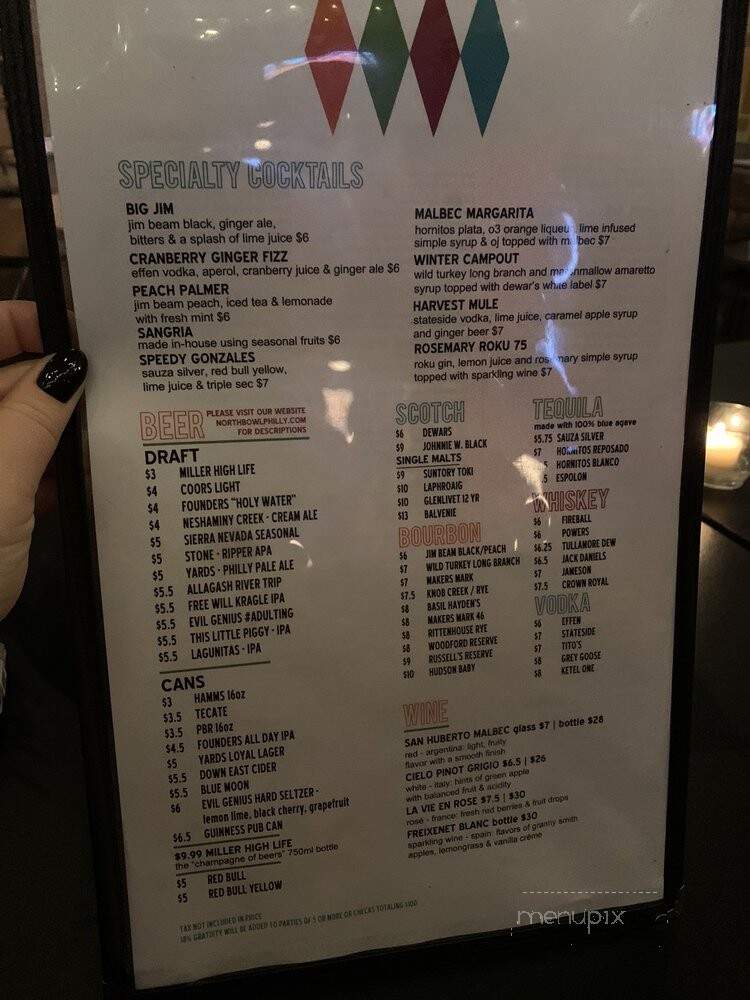 SPECIALTY COCKTAILS
BIG JIM
jim beam black, ginger ale,
bitters & a splash of lime juice $6
CRANBERRY GINGER FIZZ
effen vodka, aperol, cranberry juice & ginger ale $6
PEACH PALMER
jim beam peach, iced tea & lemonade
with fresh mint $6
SANGRIA
made in-house using seasonal fruits $6
SPEEDY GONZALES
sauza silver, red bull yellow,
lime juice & triple sec $7
MALBEC MARGARITA
hornitos plata, o3 orange liqueur, lime infused
simple syrup & oj topped with malbec $7
WINTER CAMPOUT
wild turkey long branch and marshmallow amaretto
syrup topped with dewar's white label $7
HARVEST MULE
stateside vodka, lime juice, caramel apple syrup
and ginger beer $7
ROSEMARY ROKU 75
roku gin, lemon juice and rosemary simple syrup
topped with sparkling wine $7
BEER
PLEASE VISIT OUR WEBSITE
NORTHBOWLPHILLY.COM
FOR DESCRIPTIONS
DRAFT
$3 MILLER HIGH LIFE
$4 COORS LIGHT
$4 FOUNDERS "HOLY WATER"
$4 NESHAMINY CREEK - CREAM ALE
$5 SIERRA NEVADA SEASONAL
$5 STONE - RIPPER APA
$5 YARDS - PHILLY PALE ALE
$5.5 ALLAGASH RIVER TRIP
$5.5 FREE WILL KRAGLE IPA
$5.5 EVIL GENIUS #ADULTING
$5.5 THIS LITTLE PIGGY - IPA
$5.5 LAGUNITAS - IPA
CANS
$3 HAMMS 16oz
$3.5 TECATE
$3.5 PBR 16oz
$4.5 FOUNDERS ALL DAY IPA
$5 YARDS LOYAL LAGER
$5.5 DOWN EAST CIDER
$5.5 BLUE MOON
$6 EVIL GENIUS HARD SELTZER -
lemon lime, black cherry, grapefruit
$6.5 GUINNESS PUB CAN
$9.99 MILLER HIGH LIFE
the "champagne of beers" 750ml bottle
$5 RED BULL
$5 RED BULL YELLOW
SCOTCH
$6 DEWARS
$9 JOHNNIE W. BLACK
SINGLE MALTS
$9 SUNTORY TOKI
$10 LAPHROAIG
$10 GLENLIVET 12 YR
$13 BALVENIE
BOURBON
$6 JIM BEAM BLACK/PEACH
$7 WILD TURKEY LONG BRANCH
$7 MAKERS MARK
$7.5 KNOB CREEK / RYE
$8 BASIL HAYDEN'S
$8 MAKERS MARK 46
$8 RITTENHOUSE RYE
$8 WOODFORD RESERVE
$9 RUSSELL'S RESERVE
$10 HUDSON BABY
TEQUILA
made with 100% blue agave
$5.75 SAUZA SILVER
$7 HORNITOS REPOSADO
HORNITOS BLANCO
ESPOLON
WHISKEY
$6 FIREBALL
$6 POWERS
$6.25 TULLAMORE DEW
$6.5 JACK DANIELS
$7 JAMESON
$7.5 CROWN ROYAL
VODKA
$6 EFFEN
$7 STATESIDE
$7 TITO'S
$8 GREY GOOSE
$8 KETEL ONE
WINE
SAN HUBERTO MALBEC glass $7 | bottle $28
red - argentina: light, fruity
flavor with a smooth finish
CIELO PINOT GRIGIO $6.5 | $26
white - italy: hints of green apple
with balanced fruit & acidity
LA VIE EN ROSE $7.5 | $30
rosé - france: fresh red berries & fruit drops
FREIXENET BLANC bottle $30
sparkling wine - spain: flavors of granny smith
apples, lemongrass & vanilla crème
TAX NOT INCLUDED IN PRICE
18% GRATUITY WILL BE ADDED TO PARTIES OF 5 OR MORE OR CHECKS TOTALING $100
menupix